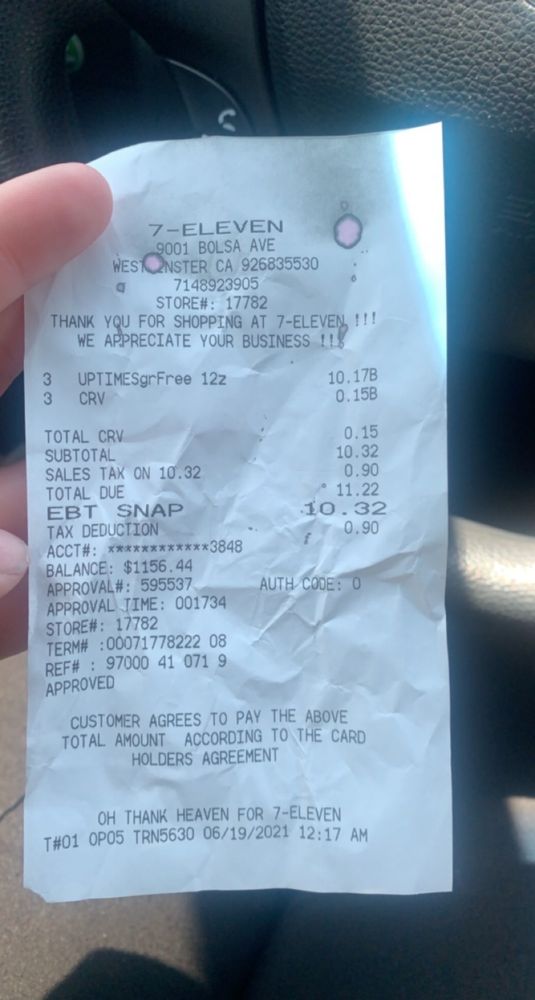 7-ELEVEN
9001 BOLSA AVE
WESTMINSTER CA 926835530
7148923905
STORE#: 17782
THANK YOU FOR SHOPPING AT 7-ELEVEN !!!
WE APPRECIATE YOUR BUSINESS !!!
3 UPTIMESgrFree 12z 10.17B
3 CRV 0.15B
TOTAL CRV 0.15
SUBTOTAL 10.32
SALES TAX ON 10.32 0.90
TOTAL DUE 11.22
EBT SNAP 10.32
TAX DEDUCTION 0.90
ACCT#: ************3848
BALANCE: $1156.44
APPROVAL#: 595537 AUTH CODE: 0
APPROVAL TIME: 001734
STORE#: 17782
TERM# :00071778222 08
REF# : 97000 41 071 9
APPROVED
CUSTOMER AGREES TO PAY THE ABOVE
TOTAL AMOUNT ACCORDING TO THE CARD
HOLDERS AGREEMENT
OH THANK HEAVEN FOR 7-ELEVEN
T#01 OP05 TRN5630 06/19/2021 12:17 AM